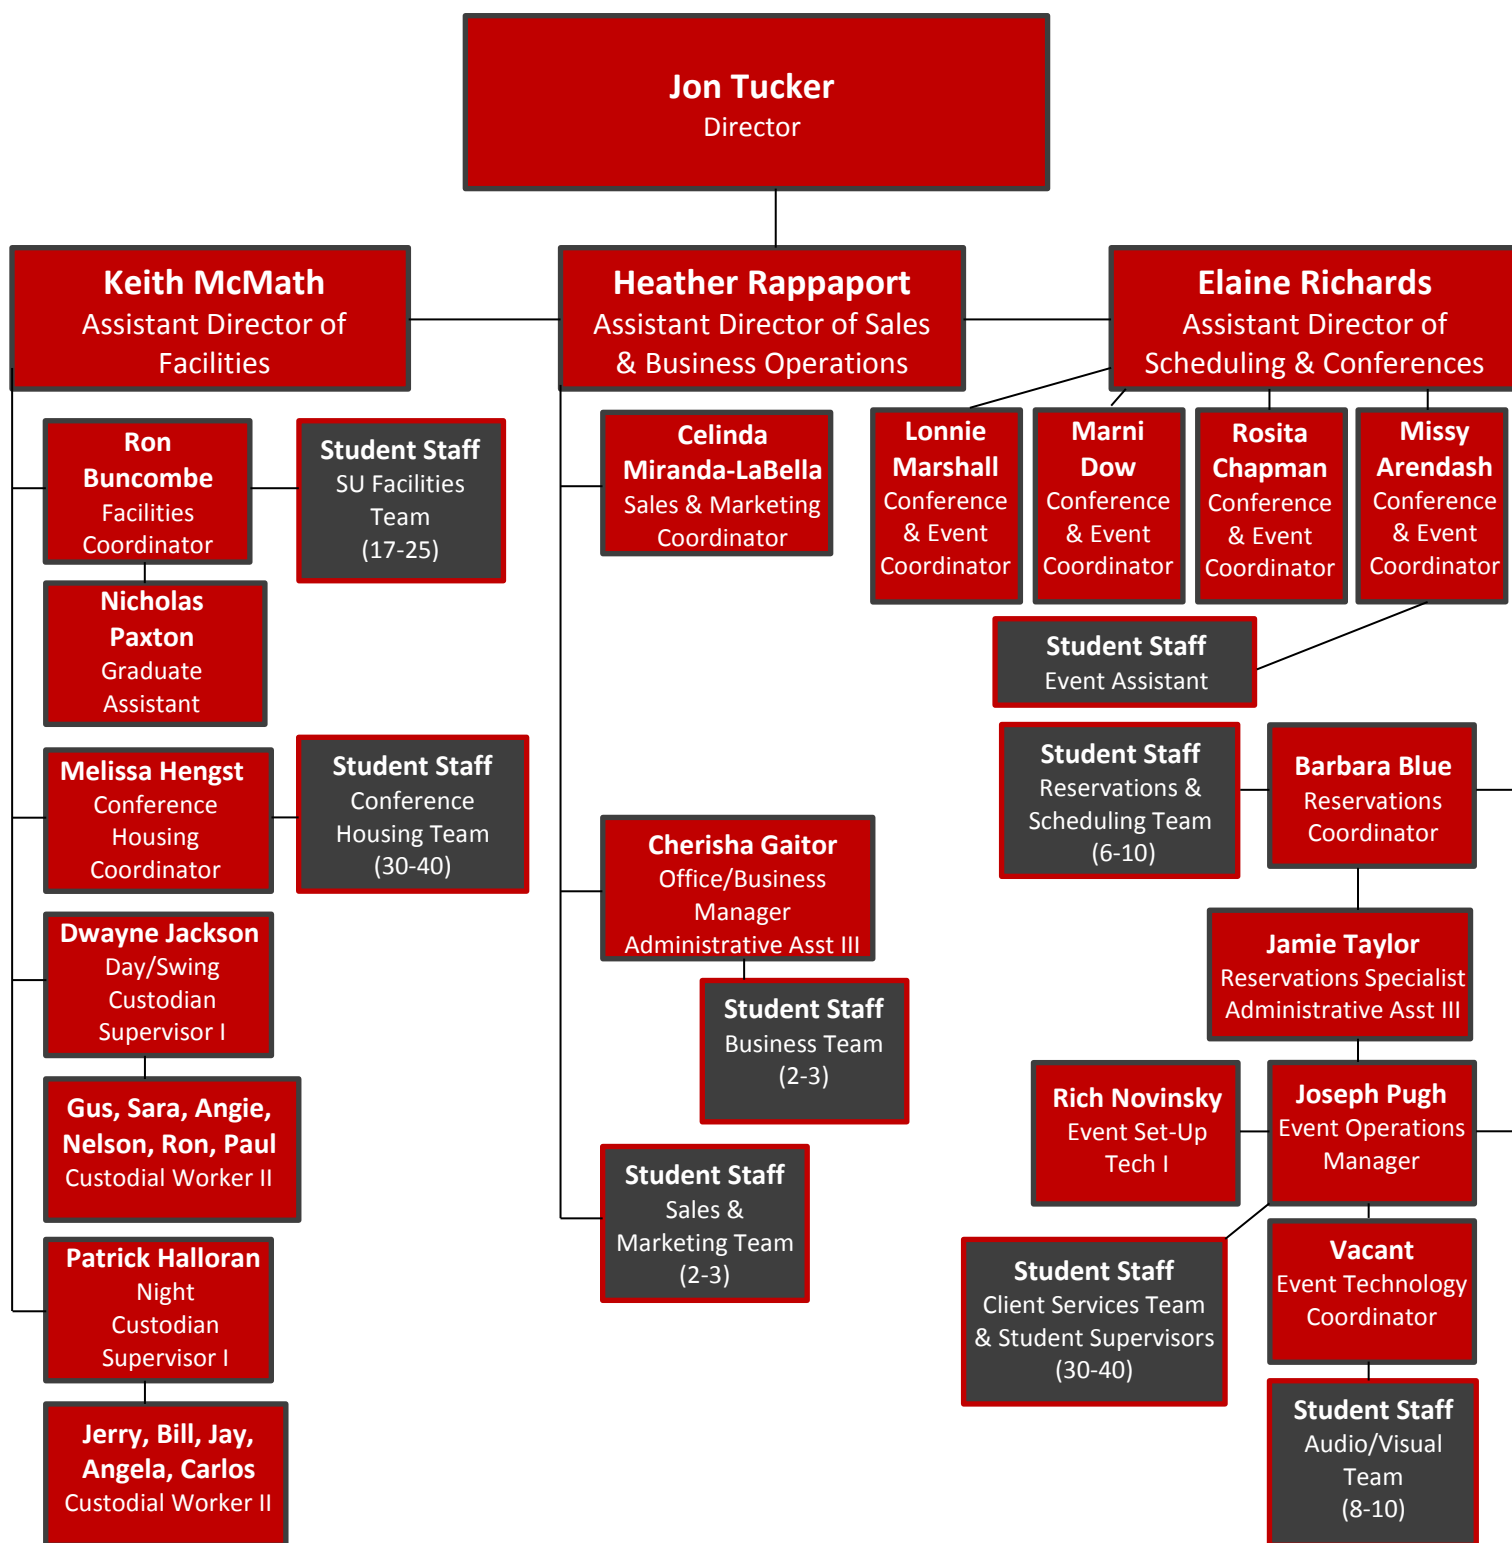 Jon Tucker
Director
Keith McMath
Assistant Director of
Facilities
Heather Rappaport
Assistant Director of Sales
& Business Operations
Elaine Richards
Assistant Director of
Scheduling & Conferences
Ron
Buncombe
Facilities
Coordinator
Student Staff
SU Facilities
Team
(17-25)
Nicholas
Paxton
Graduate
Assistant
Melissa Hengst
Conference
Housing
Coordinator
Student Staff
Conference
Housing Team
(30-40)
Dwayne Jackson
Day/Swing
Custodian
Supervisor I
Gus, Sara, Angie,
Nelson, Ron, Paul
Custodial Worker II
Patrick Halloran
Night
Custodian
Supervisor I
Jerry, Bill, Jay,
Angela, Carlos
Custodial Worker II
Celinda
Miranda-LaBella
Sales & Marketing
Coordinator
Cherisha Gaitor
Office/Business
Manager
Administrative Asst III
Student Staff
Business Team
(2-3)
Student Staff
Sales &
Marketing Team
(2-3)
Lonnie
Marshall
Conference
& Event
Coordinator
Marni
Dow
Conference
& Event
Coordinator
Rosita
Chapman
Conference
& Event
Coordinator
Missy
Arendash
Conference
& Event
Coordinator
Student Staff
Event Assistant
Student Staff
Reservations &
Scheduling Team
(6-10)
Barbara Blue
Reservations
Coordinator
Jamie Taylor
Reservations Specialist
Administrative Asst III
Rich Novinsky
Event Set-Up
Tech I
Joseph Pugh
Event Operations
Manager
Student Staff
Client Services Team
& Student Supervisors
(30-40)
Vacant
Event Technology
Coordinator
Student Staff
Audio/Visual
Team
(8-10)